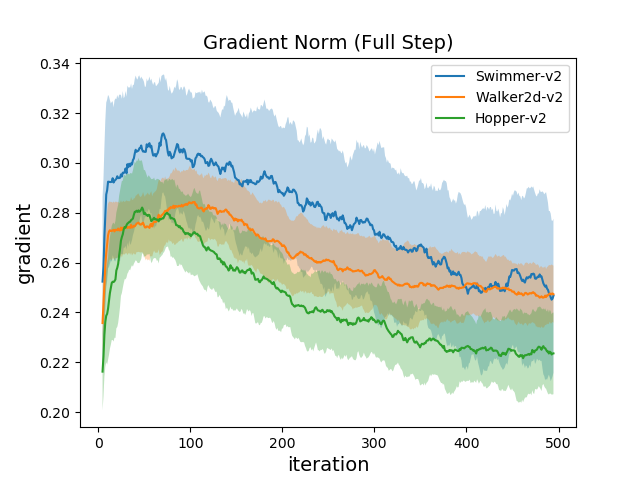 Gradient Norm (Full Step)
0.34
0.32
0.30
0.28
0.26
0.24
0.22
0.20
gradient
Swimmer-v2
Walker2d-v2
Hopper-v2
0
100
200
300
400
500
iteration